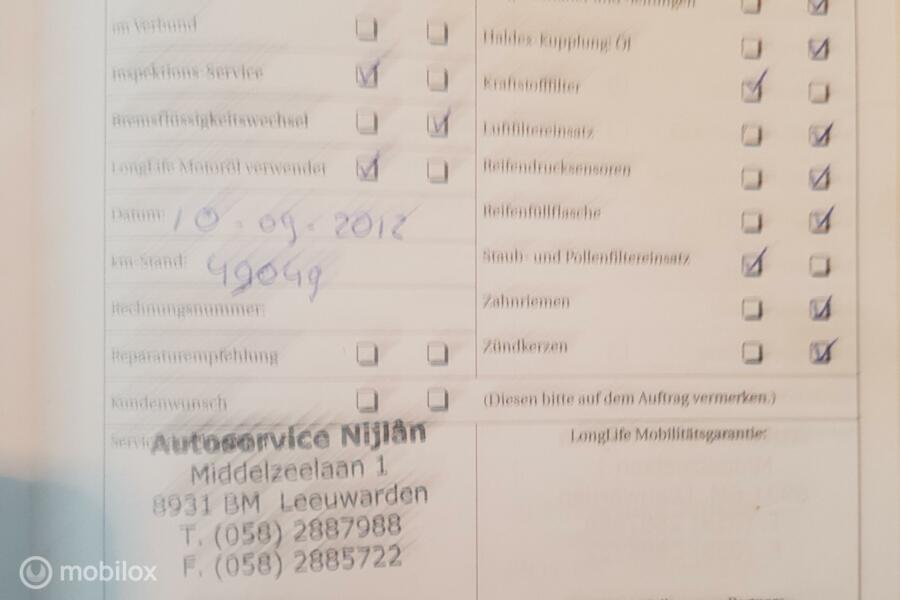 im Verbund
Inspektions-Service
Bremsflüssigkeitswechsel
LongLife Motoröl verwendet
Datum: 10-09-2012
km-Stand: 49049
Rechnungsnummer:
Reparaturempfehlung
Kundenwunsch
Haldex-Kupplung: Öl
Kraftstofffilter
Luftfiltereinsatz
Reifendrucksensoren
Reifenfüllflasche
Staub- und Pollenfiltereinsatz
Zahnriemen
Zündkerzen
(Diesen bitte auf dem Auftrag vermerken.)
Autoservice Nijlân
Middelzeelaan 1
8931 BM Leeuwarden
T. (058) 2887988
F. (058) 2885722
LongLife Mobilitätsgarantie:
mobilox